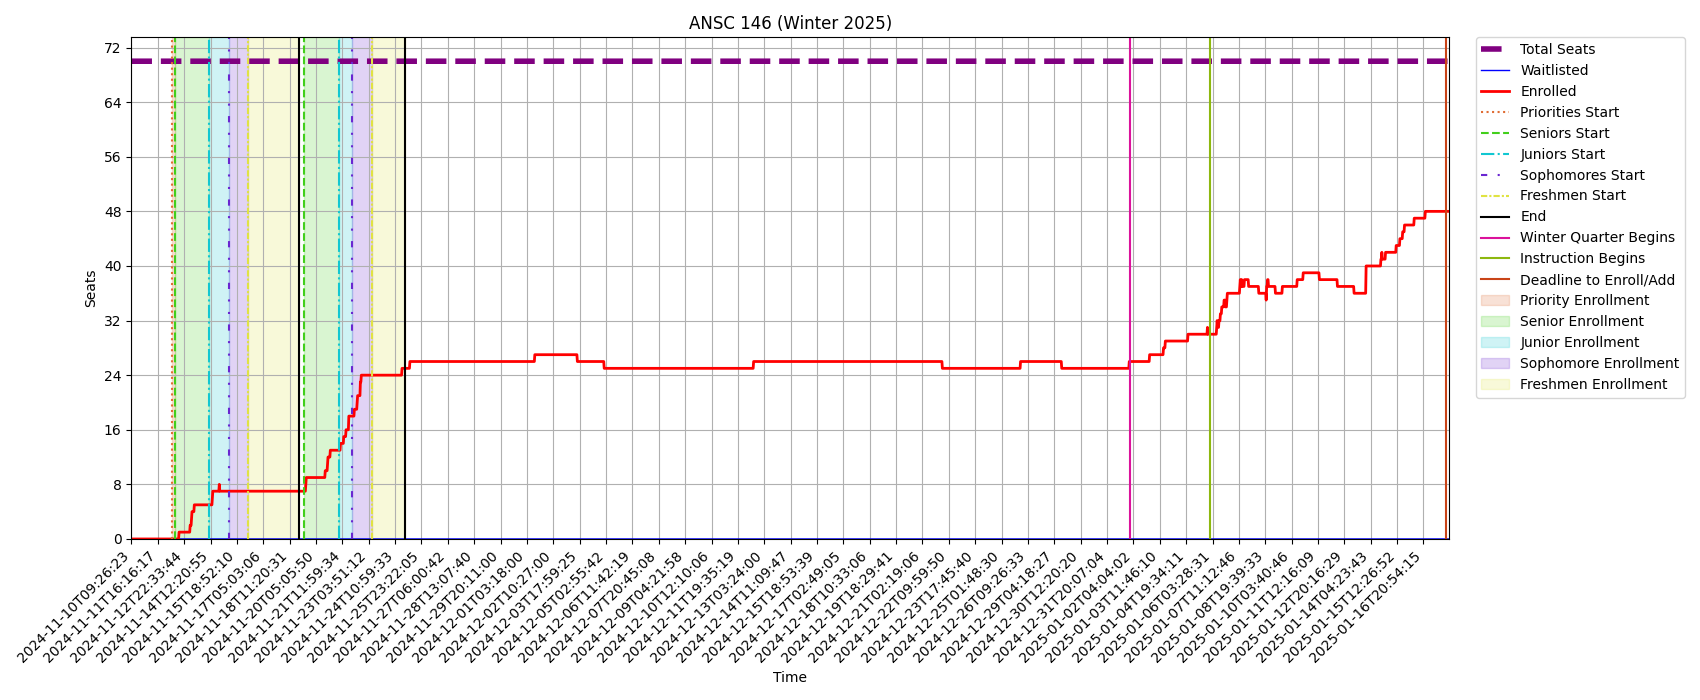 ANSC 146 (Winter 2025)
72
64
56
48
40
32
24
16
8
0
Seats
2024-11-10T09:26:23
2024-11-11T16:16:17
2024-11-12T22:33:44
2024-11-14T12:20:55
2024-11-15T18:52:10
2024-11-17T05:03:06
2024-11-18T11:20:31
2024-11-20T05:05:50
2024-11-21T11:59:34
2024-11-23T03:51:12
2024-11-24T10:59:33
2024-11-25T23:22:05
2024-11-27T06:00:42
2024-11-28T13:07:40
2024-11-29T20:11:00
2024-12-01T03:18:00
2024-12-02T10:27:00
2024-12-03T17:59:25
2024-12-05T02:55:42
2024-12-06T11:42:19
2024-12-07T20:45:08
2024-12-09T04:21:58
2024-12-10T12:10:06
2024-12-11T19:35:19
2024-12-13T03:24:00
2024-12-14T11:09:47
2024-12-15T18:53:39
2024-12-17T02:49:05
2024-12-18T10:33:06
2024-12-19T18:29:41
2024-12-21T02:19:06
2024-12-22T09:59:50
2024-12-23T17:45:40
2024-12-25T01:48:30
2024-12-26T09:26:33
2024-12-29T04:18:27
2024-12-30T12:20:20
2024-12-31T20:07:04
2025-01-02T04:04:02
2025-01-03T11:46:10
2025-01-04T19:34:11
2025-01-06T03:28:31
2025-01-07T11:12:46
2025-01-08T19:39:33
2025-01-10T03:40:46
2025-01-11T12:16:09
2025-01-12T20:16:29
2025-01-14T04:23:43
2025-01-15T12:26:52
2025-01-16T20:54:15
Time
Total Seats
Waitlisted
Enrolled
Priorities Start
Seniors Start
Juniors Start
Sophomores Start
Freshmen Start
End
Winter Quarter Begins
Instruction Begins
Deadline to Enroll/Add
Priority Enrollment
Senior Enrollment
Junior Enrollment
Sophomore Enrollment
Freshmen Enrollment